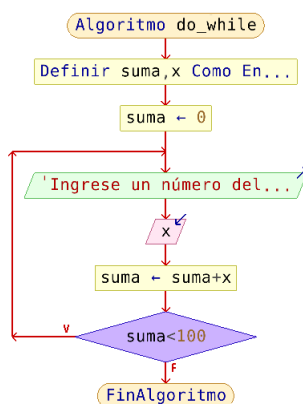 Algoritmo do_while
Definir suma,x Como En...
suma ← 0
'Ingrese un número del...
x
suma ← suma+x
suma<100
V
F
FinAlgoritmo